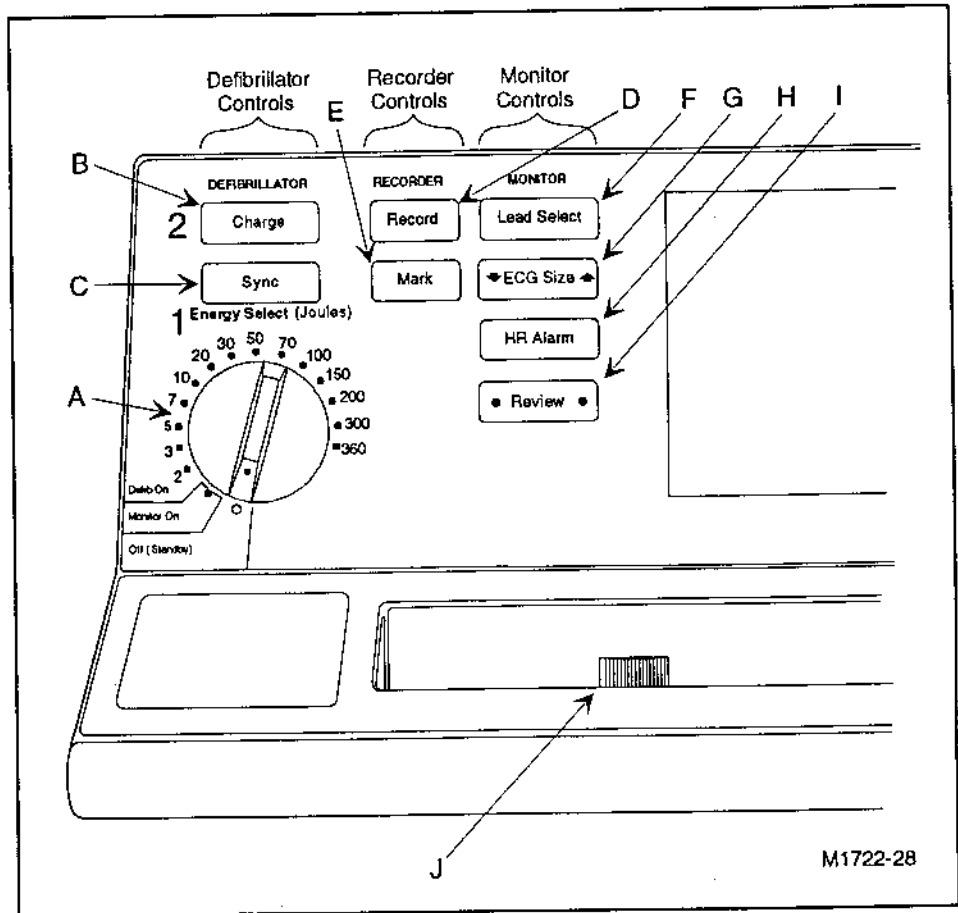 Defibrillator Controls
Recorder Controls
Monitor Controls
D
F
G
H
I
E
B
DEFIBRILLATOR
RECORDER
MONITOR
2
Charge
Record
Lead Select
C
Sync
Mark
ECG Size
1
Energy Select (Joules)
HR Alarm
50
70
30
100
20
150
10
Review
A
7
200
5
300
3
360
2
Defib On
Monitor On
Off (Standby)
J
M1722-28